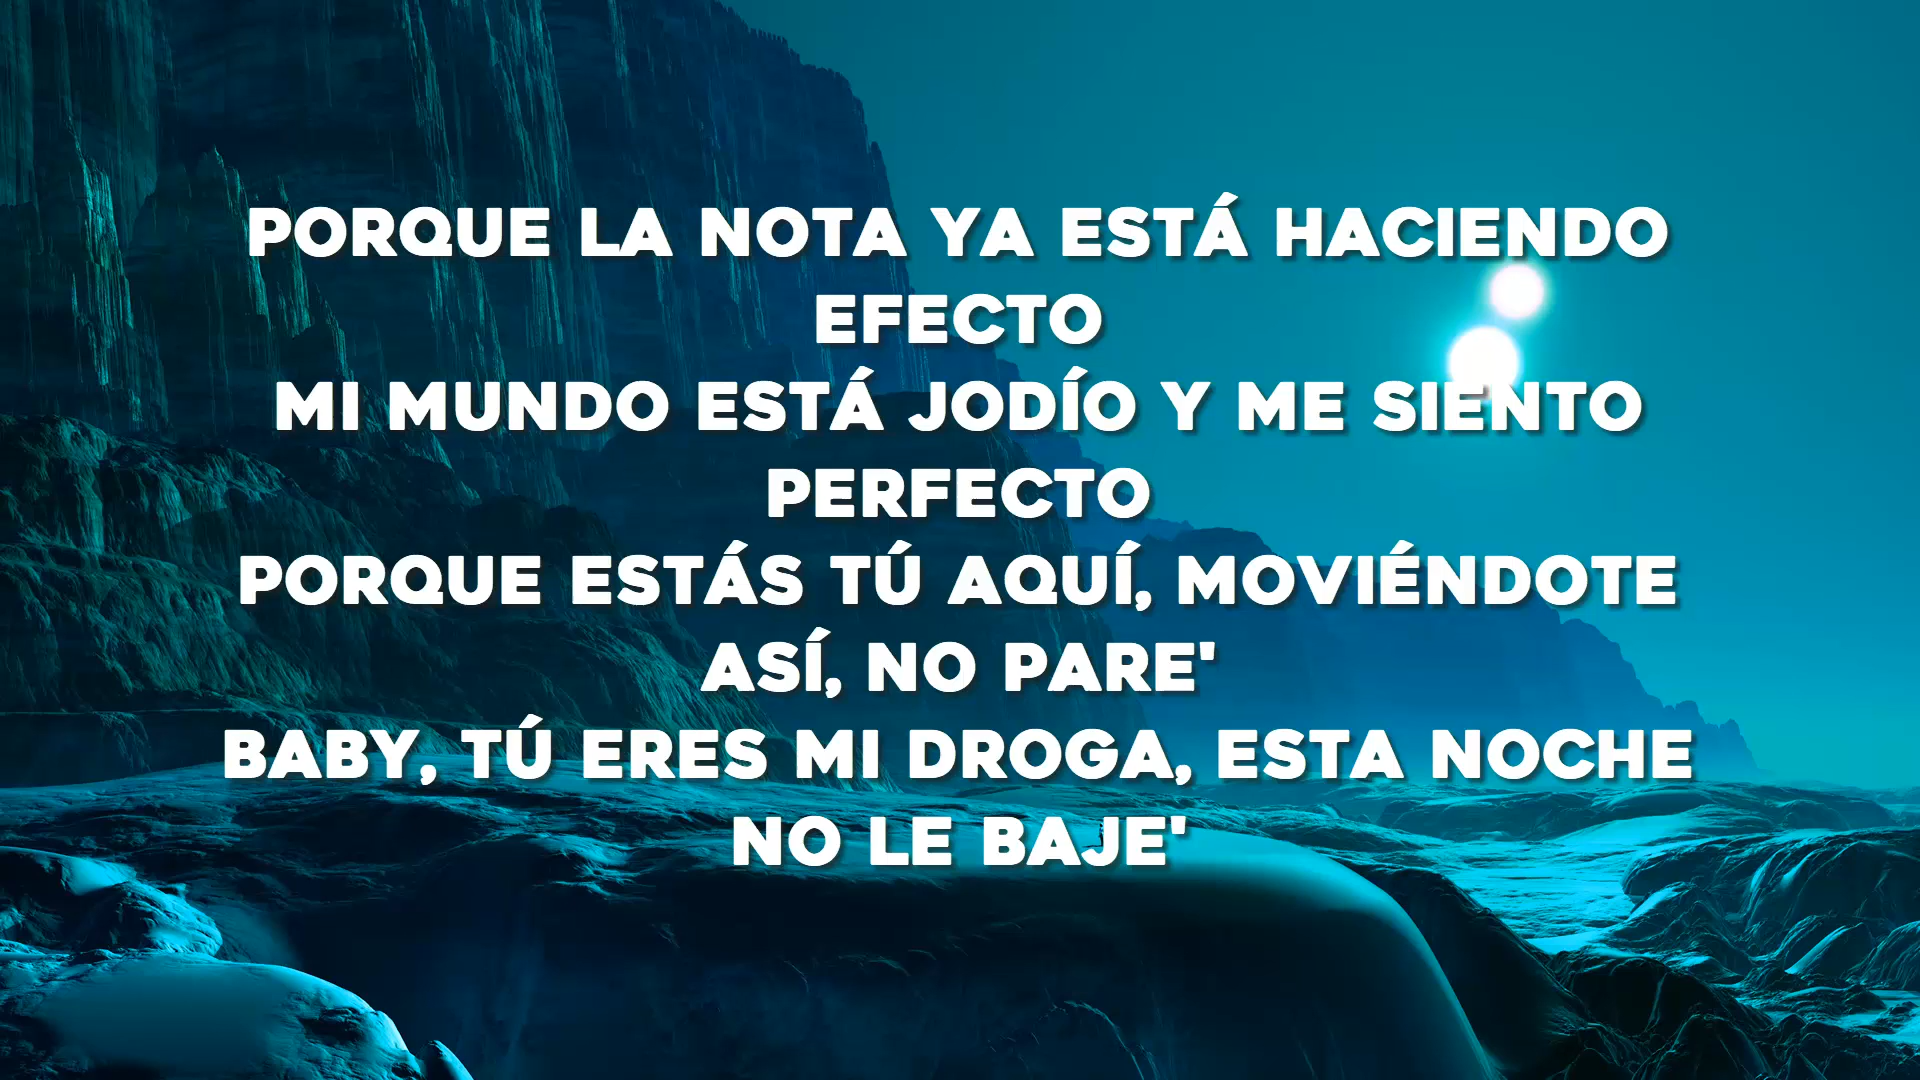 PORQUE LA NOTA YA ESTÁ HACIENDO
EFECTO
MI MUNDO ESTÁ JODÍO Y ME SIENTO
PERFECTO
PORQUE ESTÁS TÚ AQUÍ, MOVIÉNDOTE
ASÍ, NO PARE'
BABY, TÚ ERES MI DROGA, ESTA NOCHE
NO LE BAJE'